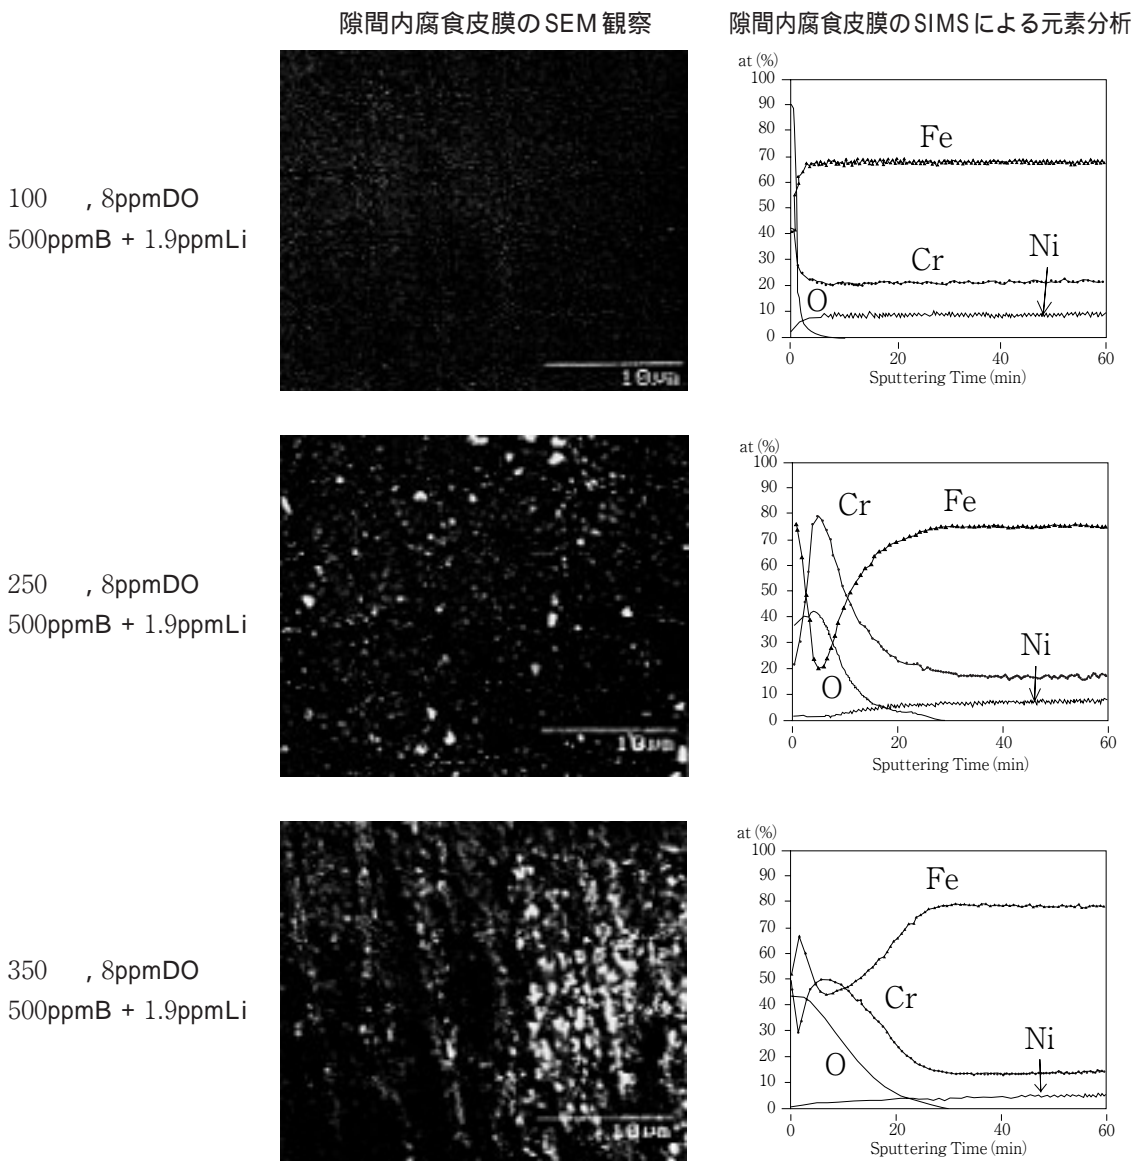 隙間内腐食皮膜のSEM観察
隙間内腐食皮膜のSIMSによる元素分析
100 , 8ppmDO
500ppmB + 1.9ppmLi
10μm
at (%)
100
90
80
70
60
50
40
30
20
10
0
Fe
Cr
Ni
O
0 20 40 60
Sputtering Time (min)
250 , 8ppmDO
500ppmB + 1.9ppmLi
10μm
at (%)
100
90
80
70
60
50
40
30
20
10
0
Cr
Fe
Ni
O
0 20 40 60
Sputtering Time (min)
350 , 8ppmDO
500ppmB + 1.9ppmLi
10μm
at (%)
100
90
80
70
60
50
40
30
20
10
0
Fe
Cr
Ni
O
0 20 40 60
Sputtering Time (min)